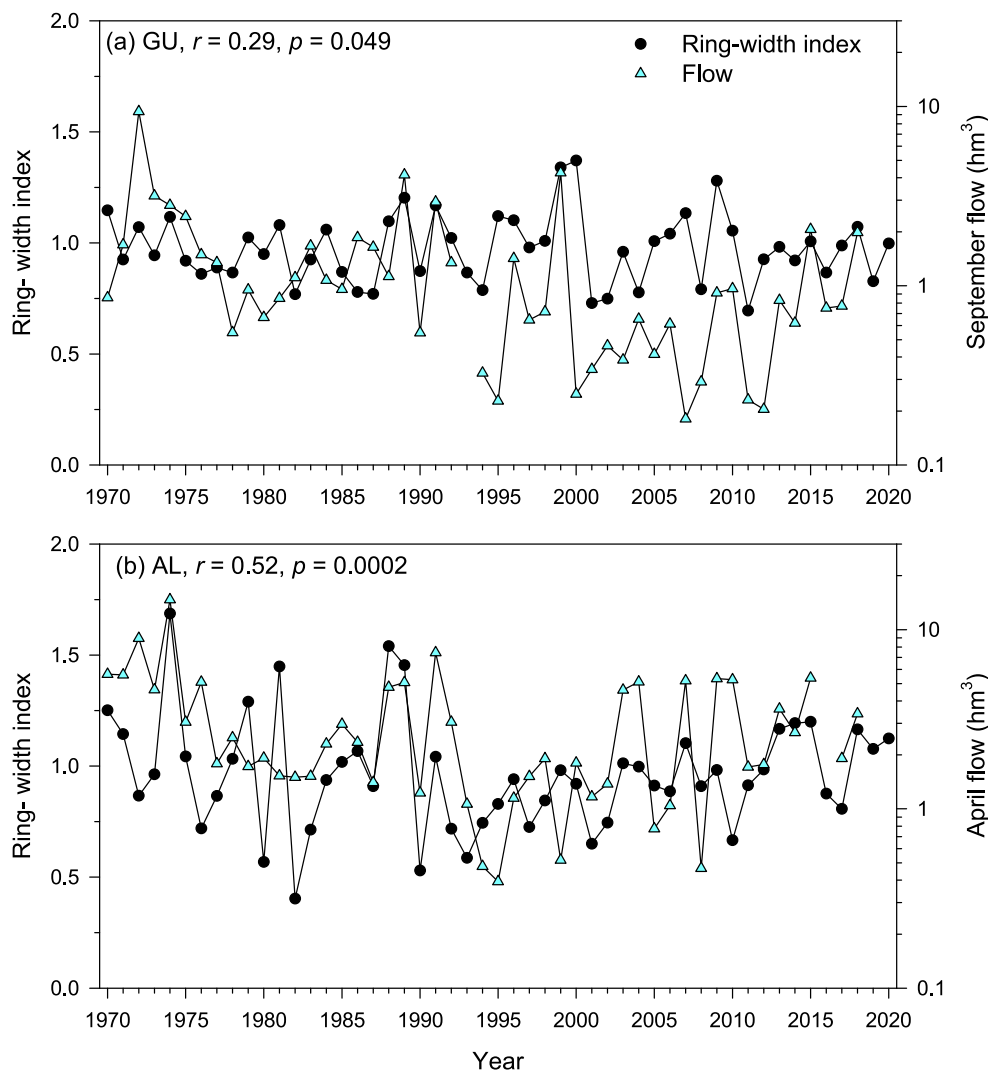 (a) GU, r = 0.29, p = 0.049
Ring-width index
Flow
2.0
1.5
1.0
0.5
0.0
Ring- width index
10
1
0.1
September flow (hm³)
1970 1975 1980 1985 1990 1995 2000 2005 2010 2015 2020
(b) AL, r = 0.52, p = 0.0002
2.0
1.5
1.0
0.5
0.0
Ring- width index
10
1
0.1
April flow (hm³)
1970 1975 1980 1985 1990 1995 2000 2005 2010 2015 2020
Year